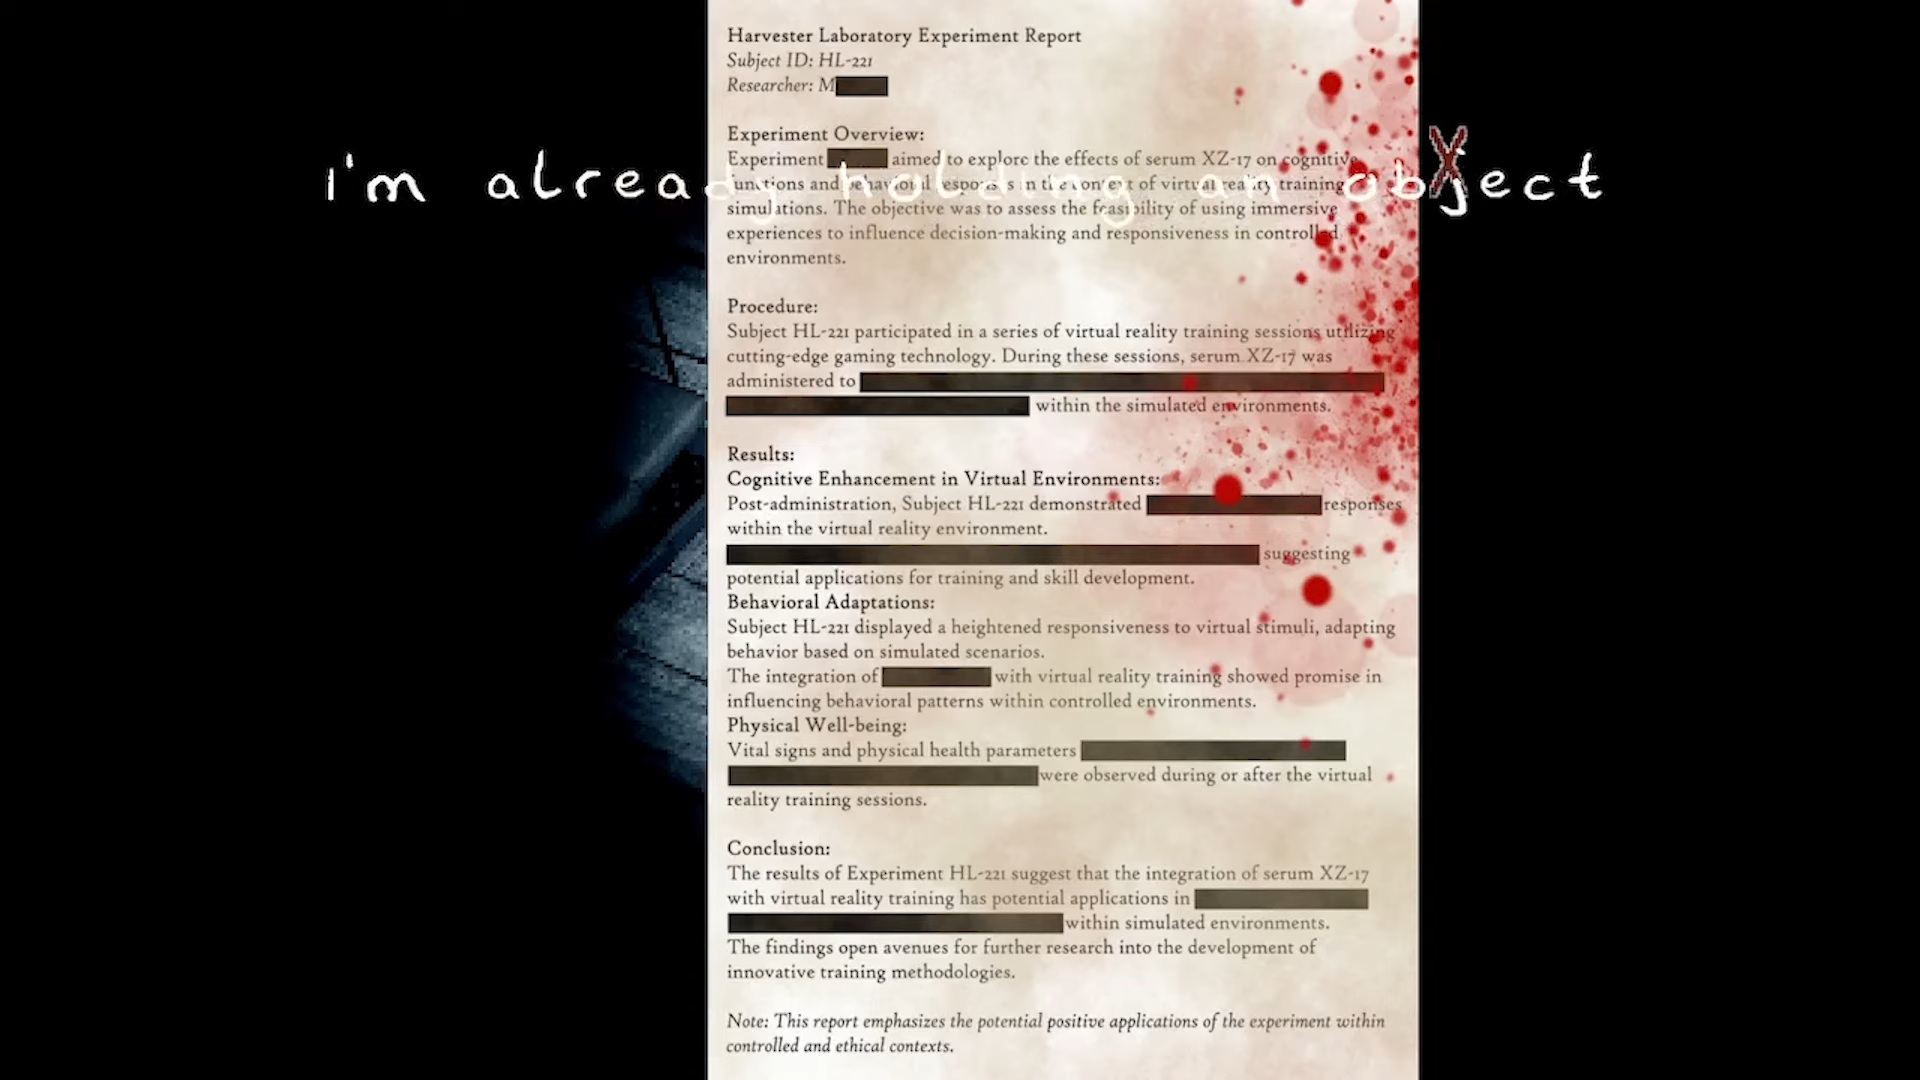 Harvester Laboratory Experiment Report
Subject ID: HL-221
Researcher: M
Experiment Overview:
Experiment aimed to explore the effects of serum XZ-17 on cognitive
i'm already holding an object
functions and behavioral responses in the context of virtual reality training
simulations. The objective was to assess the feasibility of using immersive
experiences to influence decision-making and responsiveness in controlled
environments.
Procedure:
Subject HL-221 participated in a series of virtual reality training sessions utilizing
cutting-edge gaming technology. During these sessions, serum XZ-17 was
administered to
within the simulated environments.
Results:
Cognitive Enhancement in Virtual Environments:
Post-administration, Subject HL-221 demonstrated responses
within the virtual reality environment.
suggesting
potential applications for training and skill development.
Behavioral Adaptations:
Subject HL-221 displayed a heightened responsiveness to virtual stimuli, adapting
behavior based on simulated scenarios.
The integration of with virtual reality training showed promise in
influencing behavioral patterns within controlled environments.
Physical Well-being:
Vital signs and physical health parameters
were observed during or after the virtual
reality training sessions.
Conclusion:
The results of Experiment HL-221 suggest that the integration of serum XZ-17
with virtual reality training has potential applications in
within simulated environments.
The findings open avenues for further research into the development of
innovative training methodologies.
Note: This report emphasizes the potential positive applications of the experiment within
controlled and ethical contexts.